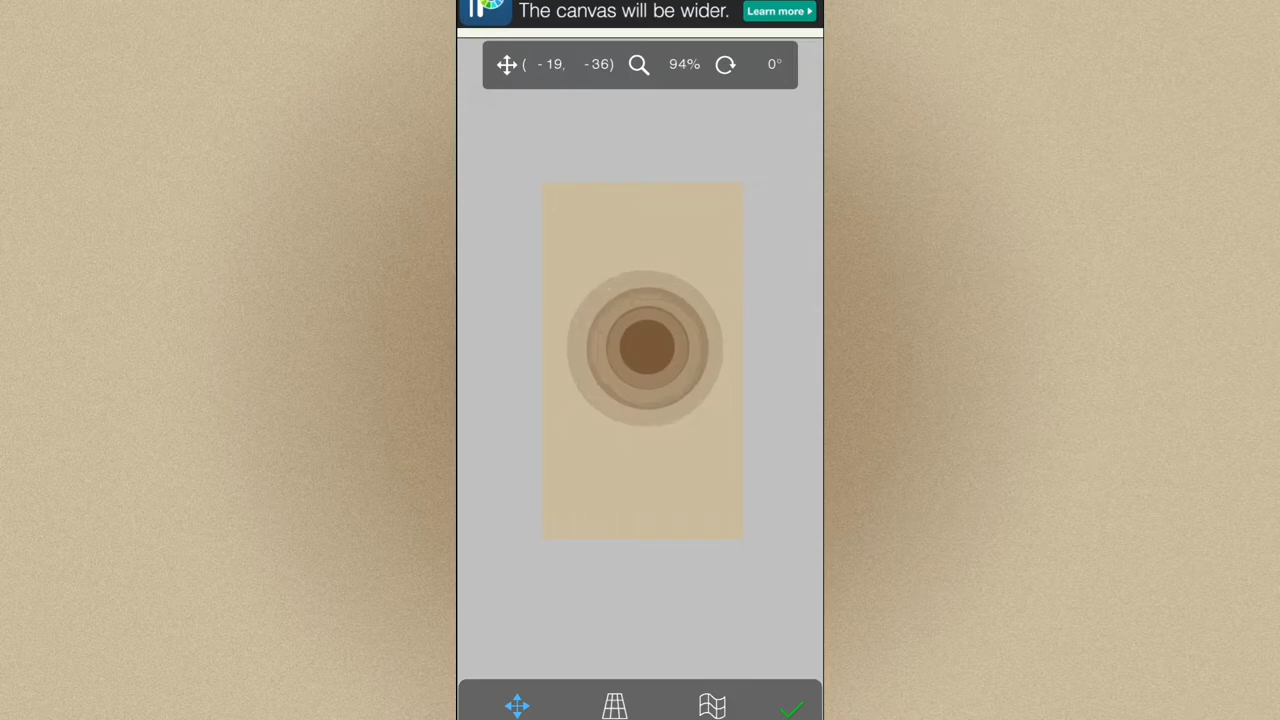 The canvas will be wider. Learn more
( - 19, - 36) 94% 0°